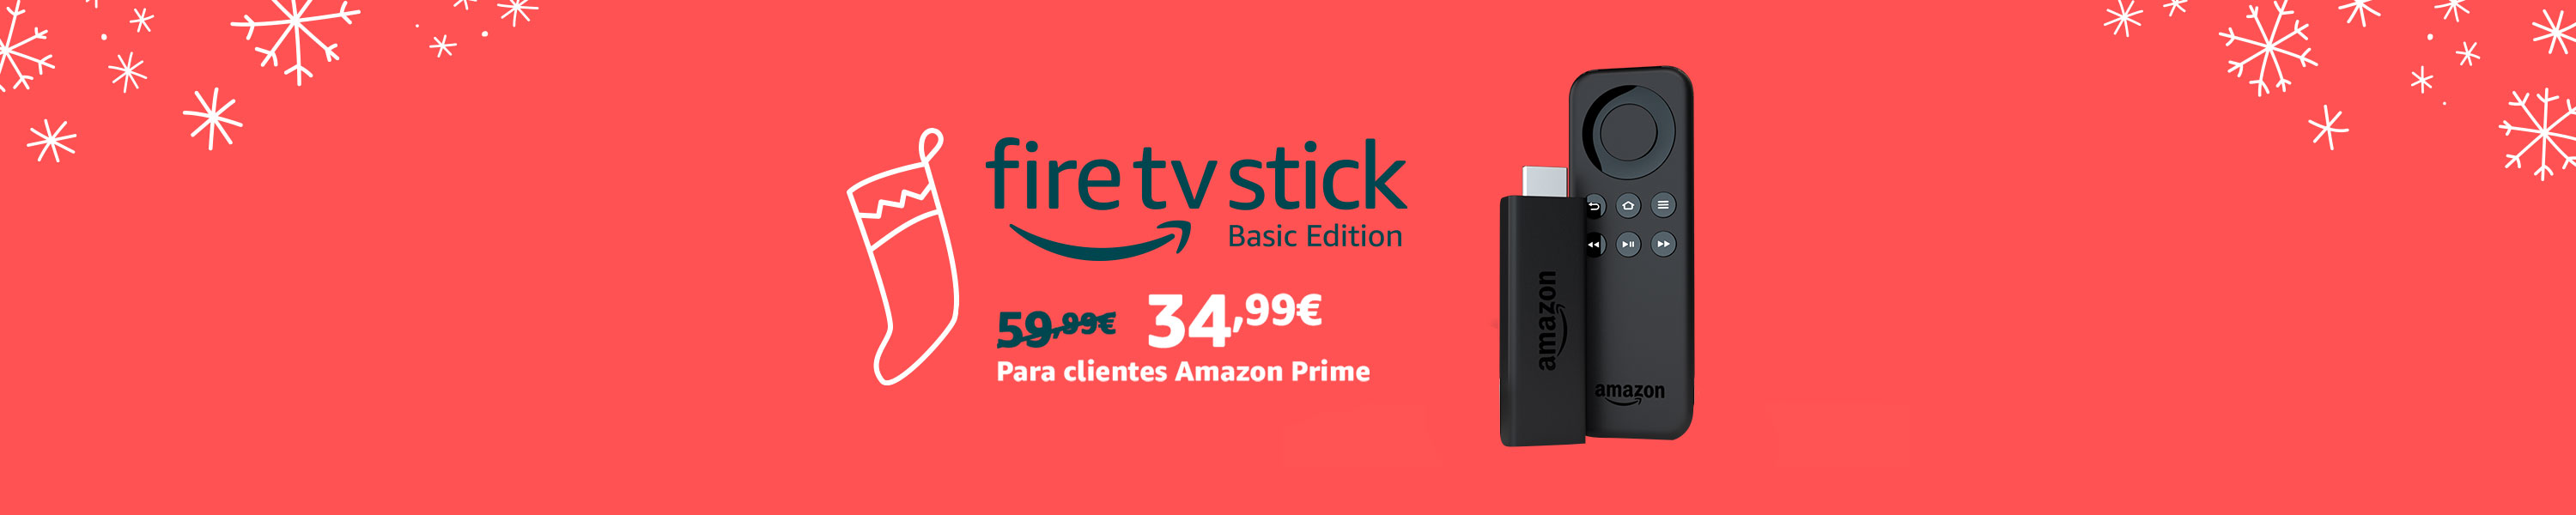 fire tv stick
Basic Edition
59,99€ 34,99€
Para clientes Amazon Prime
amazon
amazon